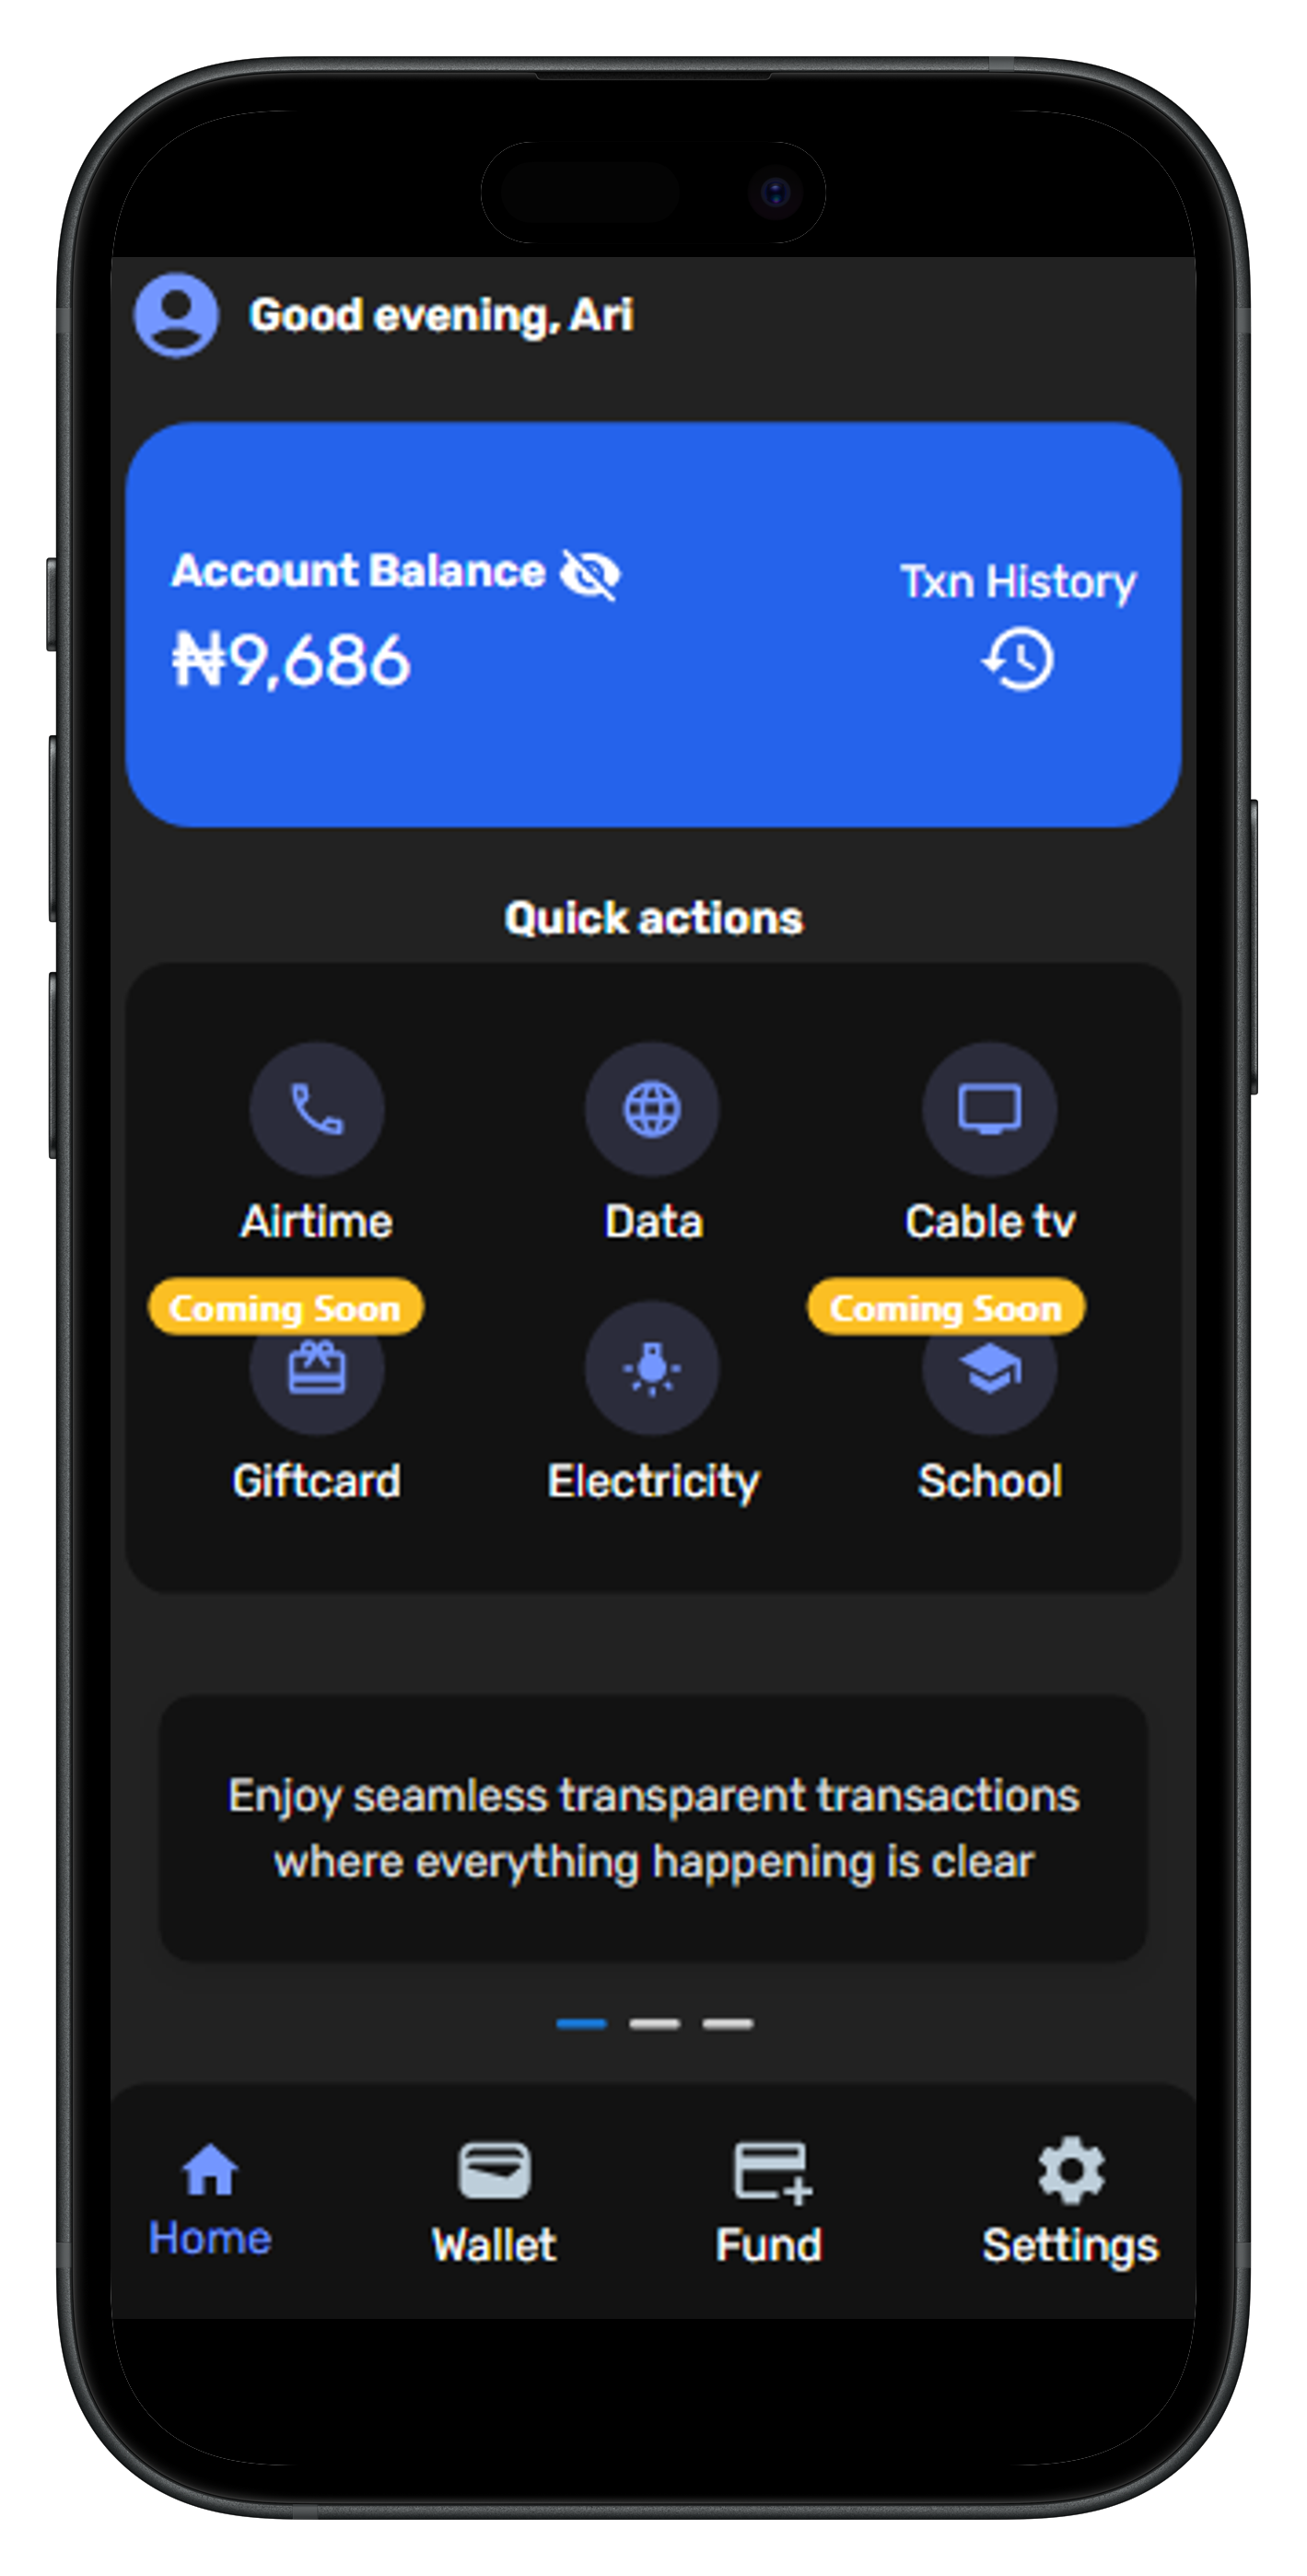 Good evening, Ari
Account Balance
₦9,686
Txn History
Quick actions
Airtime
Data
Cable tv
Coming Soon
Coming Soon
Giftcard
Electricity
School
Enjoy seamless transparent transactions
where everything happening is clear
Home
Wallet
Fund
Settings